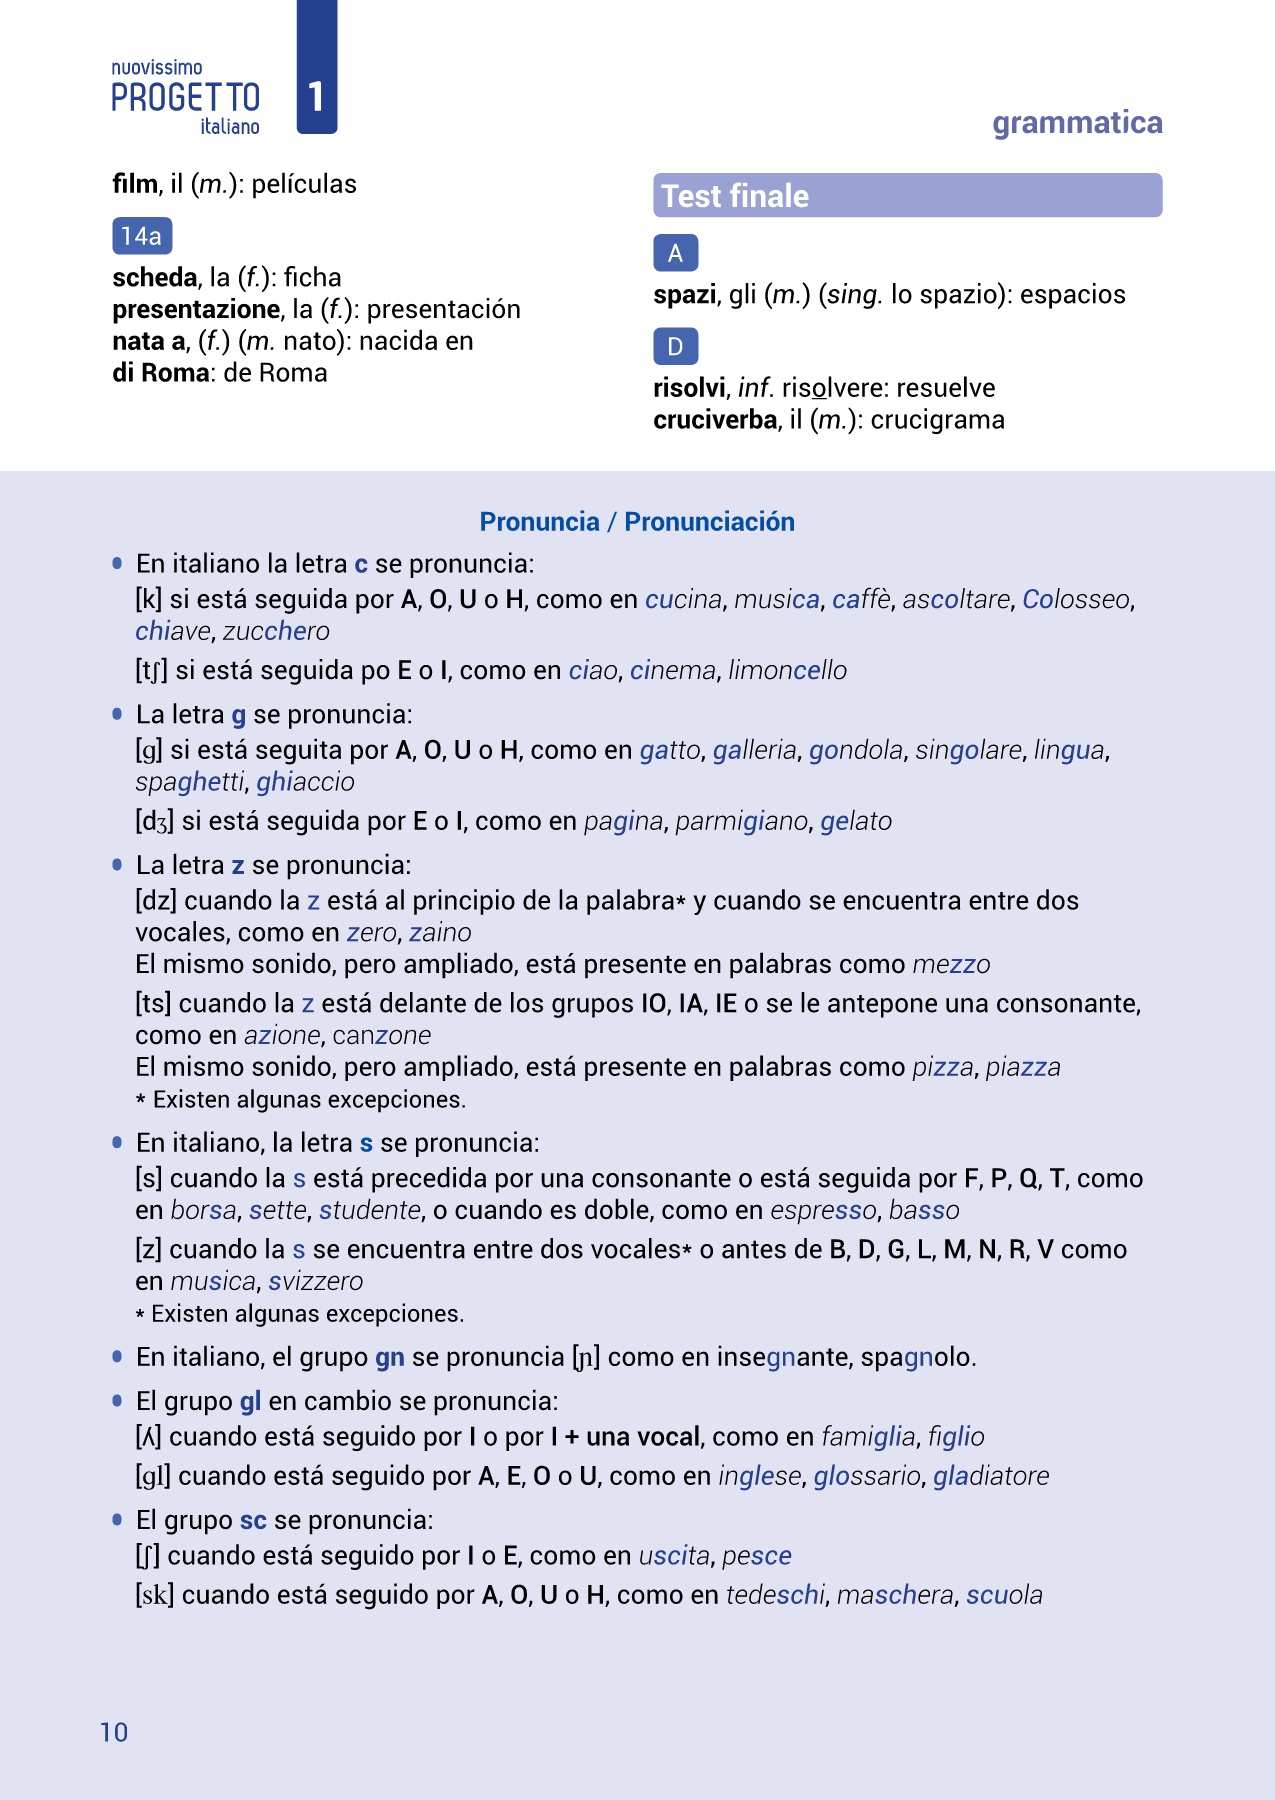 nuovissimo
PROGETTO
italiano
1
grammatica
film, il (m.): películas
14a
scheda, la (f.): ficha
presentazione, la (f.): presentación
nata a, (f.) (m. nato): nacida en
di Roma: de Roma
Test finale
A
spazi, gli (m.) (sing. lo spazio): espacios
D
risolvi, inf. risolvere: resuelve
cruciverba, il (m.): crucigrama
Pronuncia / Pronunciación
• En italiano la letra c se pronuncia:
[k] si está seguida por A, O, U o H, como en cucina, musica, caffè, ascoltare, Colosseo,
chiave, zucchero
[tʃ] si está seguida po E o I, como en ciao, cinema, limoncello
• La letra g se pronuncia:
[g] si está seguita por A, O, U o H, como en gatto, galleria, gondola, singolare, lingua,
spaghetti, ghiaccio
[dʒ] si está seguida por E o I, como en pagina, parmigiano, gelato
• La letra z se pronuncia:
[dz] cuando la z está al principio de la palabra* y cuando se encuentra entre dos
vocales, como en zero, zaino
El mismo sonido, pero ampliado, está presente en palabras como mezzo
[ts] cuando la z está delante de los grupos IO, IA, IE o se le antepone una consonante,
como en azione, canzone
El mismo sonido, pero ampliado, está presente en palabras como pizza, piazza
* Existen algunas excepciones.
• En italiano, la letra s se pronuncia:
[s] cuando la s está precedida por una consonante o está seguida por F, P, Q, T, como
en borsa, sette, studente, o cuando es doble, como en espresso, basso
[z] cuando la s se encuentra entre dos vocales* o antes de B, D, G, L, M, N, R, V como
en musica, svizzero
* Existen algunas excepciones.
• En italiano, el grupo gn se pronuncia [ɲ] como en insegnante, spagnolo.
• El grupo gl en cambio se pronuncia:
[ʎ] cuando está seguido por I o por I + una vocal, como en famiglia, figlio
[gl] cuando está seguido por A, E, O o U, como en inglese, glossario, gladiatore
• El grupo sc se pronuncia:
[ʃ] cuando está seguido por I o E, como en uscita, pesce
[sk] cuando está seguido por A, O, U o H, como en tedeschi, maschera, scuola
10